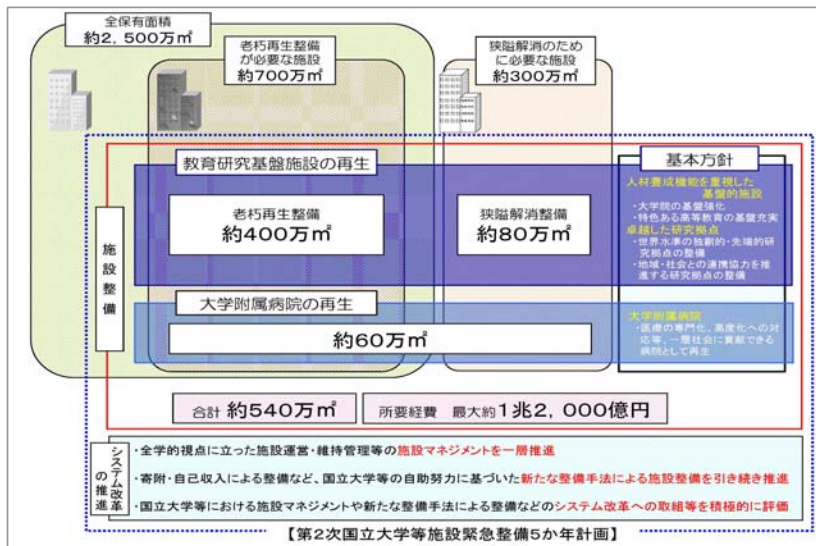 全保有面積
約2,500万㎡
老朽再生整備
が必要な施設
約700万㎡
狭隘解消のため
に必要な施設
約300万㎡
教育研究基盤施設の再生
老朽再生整備
約400万㎡
狭隘解消整備
約80万㎡
基本方針
人材養成機能を重視した
基盤的施設
・大学院の基盤強化
・特色ある高等教育の基盤充実
卓越した研究拠点
・世界水準の独創的・先端的研
究拠点の整備
・地域・社会との連携協力を推
進する研究拠点の整備
施設整備
大学附属病院の再生
約60万㎡
大学附属病院
・医療の専門化、高度化への対
応等、一層社会に貢献できる
病院として再生
合計 約540万㎡
所要経費 最大約1兆2,000億円
システム改革
の推進
・全学的視点に立った施設運営・維持管理等の施設マネジメントを一層推進
・寄附・自己収入による整備など、国立大学等の自助努力に基づいた新たな整備手法による施設整備を引き続き推進
・国立大学等における施設マネジメントや新たな整備手法による整備などのシステム改革への取組等を積極的に評価
【第2次国立大学等施設緊急整備5か年計画】